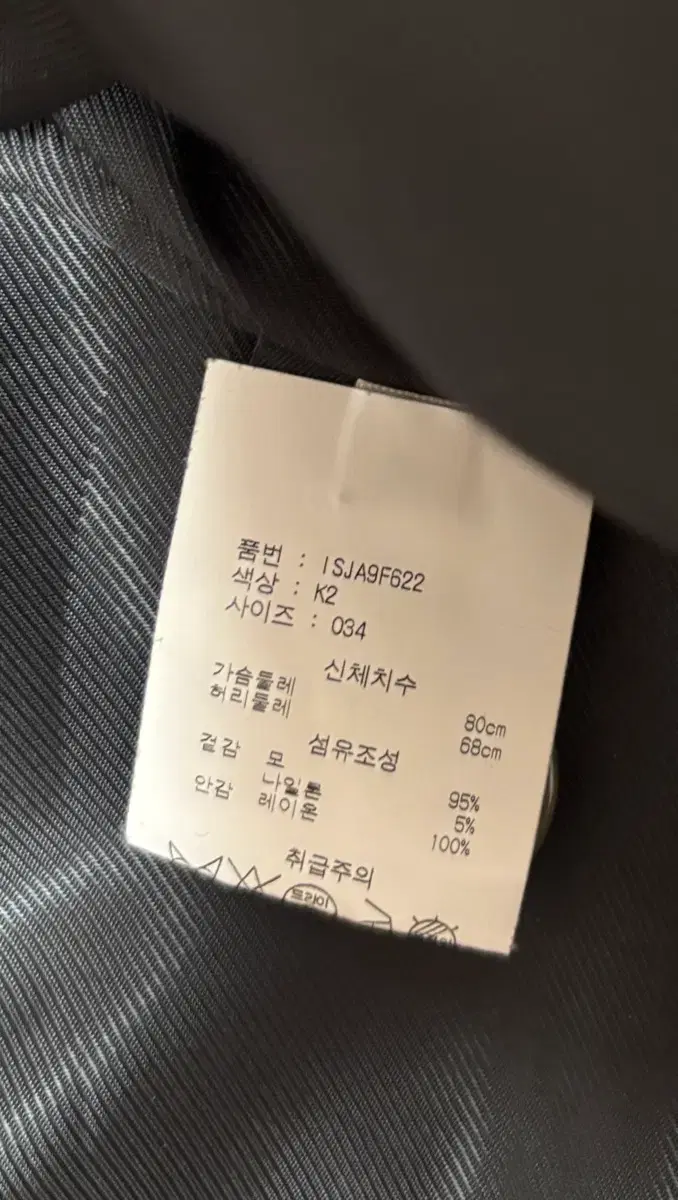 품번 : ISJA9F622
색상 : K2
사이즈 : 034
신체치수
가슴둘레 80cm
허리둘레 68cm
섬유조성
겉감 모 95%
나일론 5%
안감 레이온 100%
취급주의
드라이